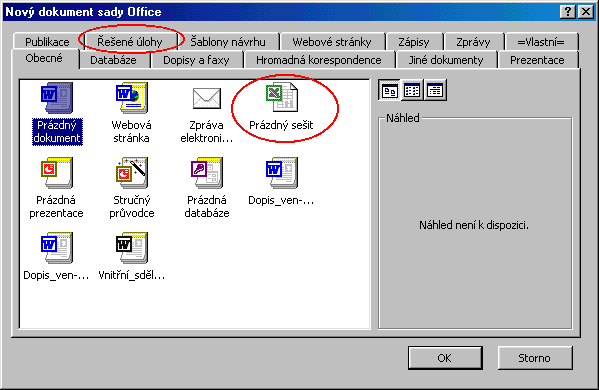 Nový dokument sady Office
Publikace Řešené úlohy Šablony návrhu Webové stránky Zápisy Zprávy =Vlastní=
Obecné Databáze Dopisy a faxy Hromadná korespondence Jiné dokumenty Prezentace
Prázdný dokument
Webová stránka
Zpráva elektroni...
Prázdný sešit
Prázdná prezentace
Stručný průvodce
Prázdná databáze
Dopis_ven-...
Dopis_ven-...
Vnitřní_sděl...
Náhled
Náhled není k dispozici.
OK Storno